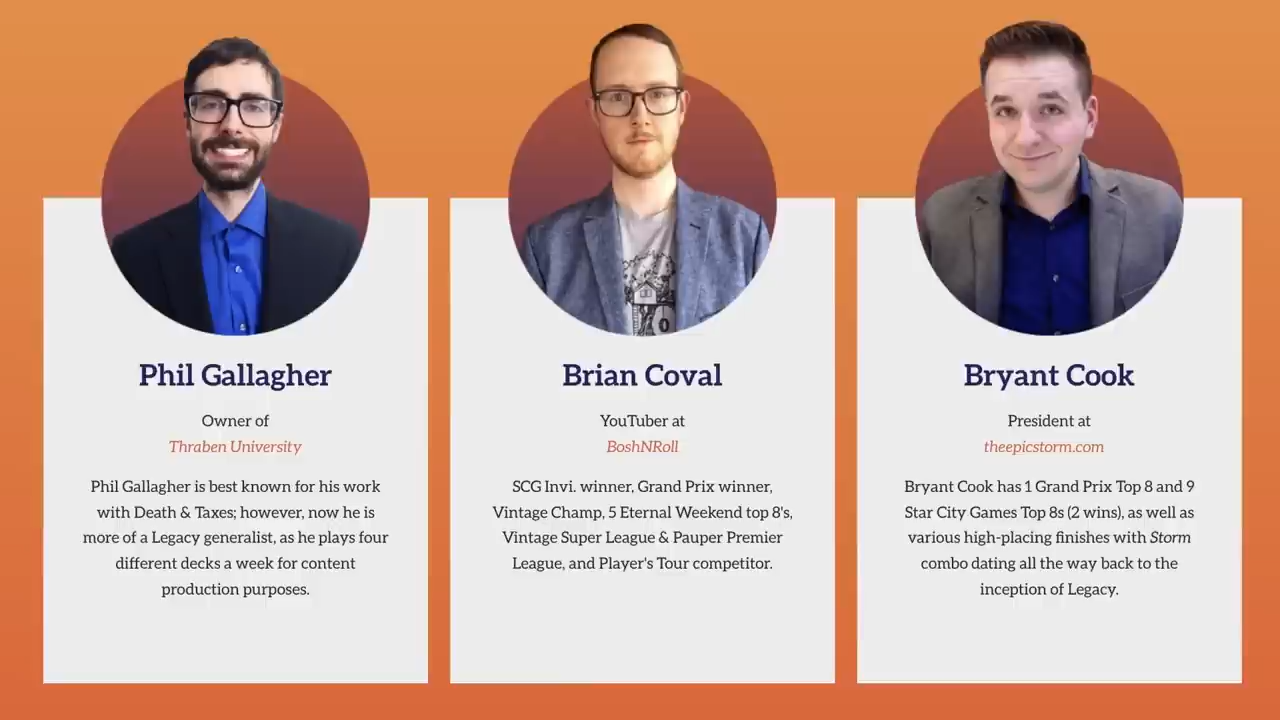 Phil Gallagher
Owner of
Thraben University
Phil Gallagher is best known for his work
with Death & Taxes; however, now he is
more of a Legacy generalist, as he plays four
different decks a week for content
production purposes.
Brian Coval
YouTuber at
BoshNRoll
SCG Invi. winner, Grand Prix winner,
Vintage Champ, 5 Eternal Weekend top 8's,
Vintage Super League & Pauper Premier
League, and Player's Tour competitor.
Bryant Cook
President at
theepicstorm.com
Bryant Cook has 1 Grand Prix Top 8 and 9
Star City Games Top 8s (2 wins), as well as
various high-placing finishes with Storm
combo dating all the way back to the
inception of Legacy.